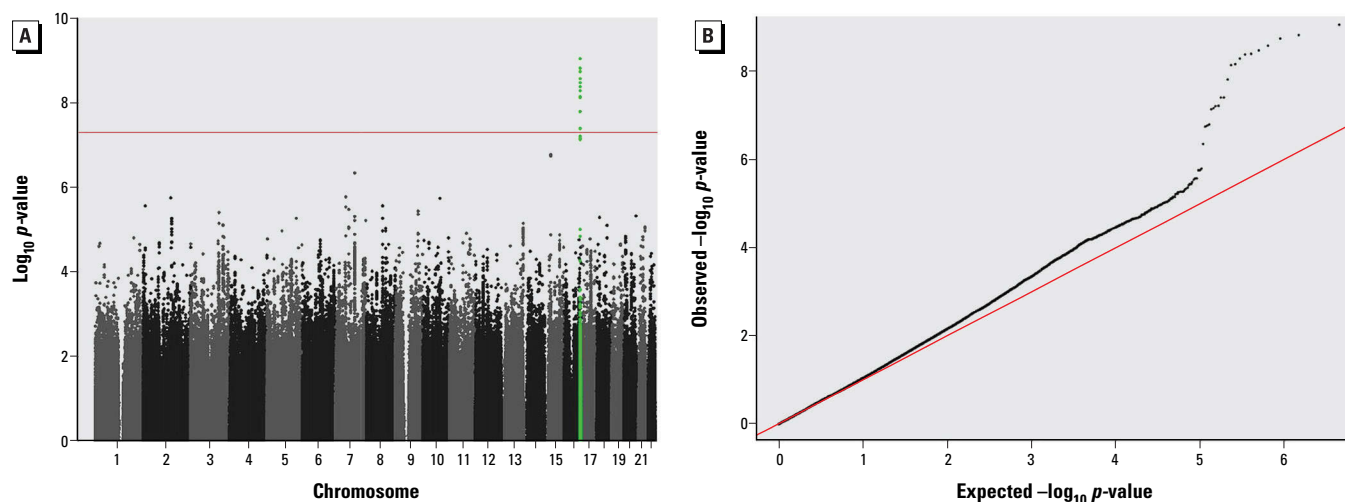 A
10
8
6
4
2
0
Log10 p-value
1 2 3 4 5 6 7 8 9 10 11 12 13 15 17 19 21
Chromosome
B
8
6
4
2
0
Observed –log10 p-value
0 1 2 3 4 5 6
Expected –log10 p-value